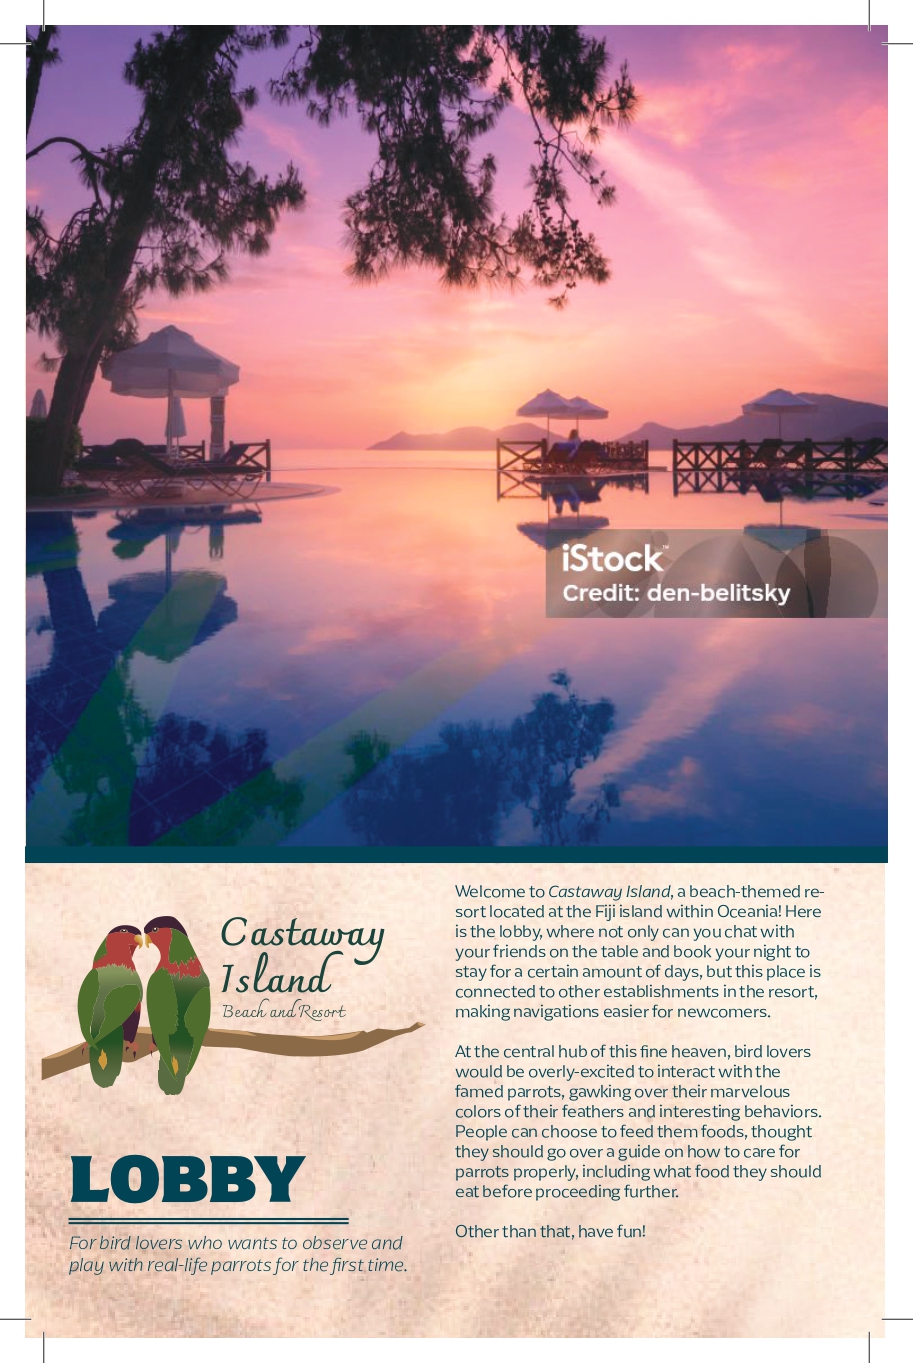 iStock™
Credit: den-belitsky
Castaway
Island
Beach and Resort
LOBBY
For bird lovers who wants to observe and
play with real-life parrots for the first time.
Welcome to Castaway Island, a beach-themed re-
sort located at the Fiji island within Oceania! Here
is the lobby, where not only can you chat with
your friends on the table and book your night to
stay for a certain amount of days, but this place is
connected to other establishments in the resort,
making navigations easier for newcomers.
At the central hub of this fine heaven, bird lovers
would be overly-excited to interact with the
famed parrots, gawking over their marvelous
colors of their feathers and interesting behaviors.
People can choose to feed them foods, thought
they should go over a guide on how to care for
parrots properly, including what food they should
eat before proceeding further.
Other than that, have fun!